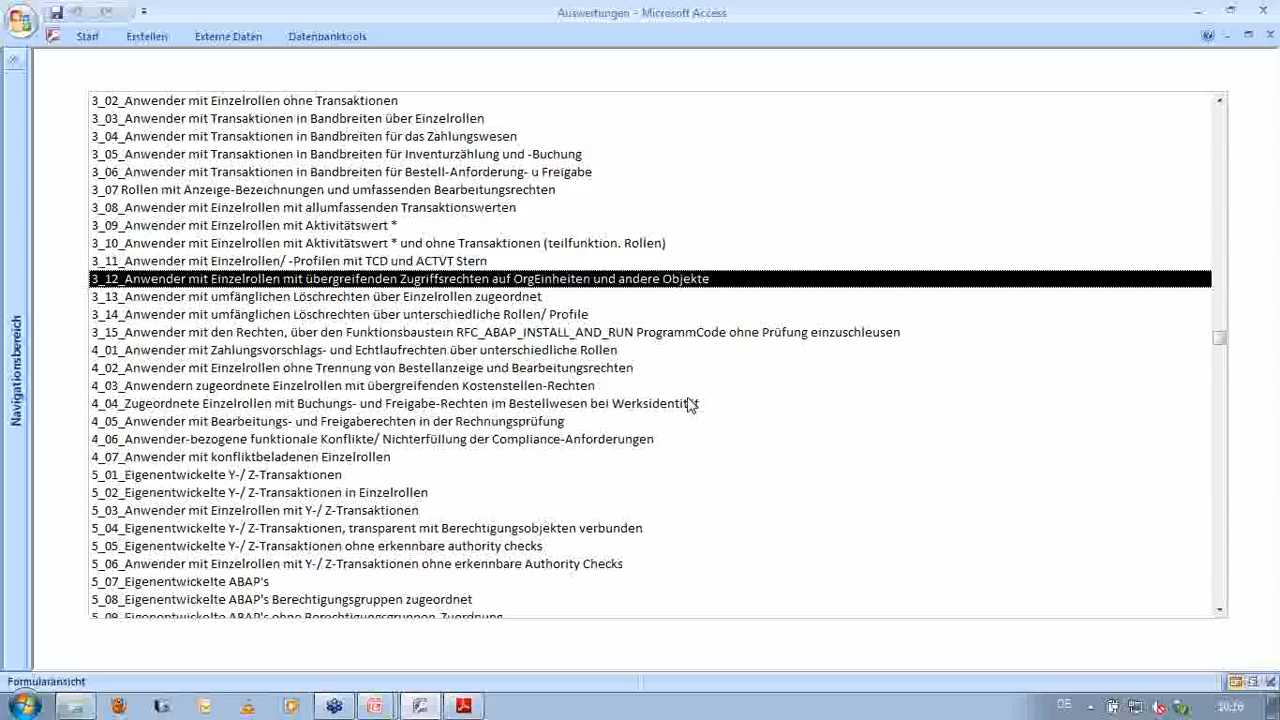 Auswertungen - Microsoft Access
Start Erstellen Externe Daten Datenbanktools
3_02_Anwender mit Einzelrollen ohne Transaktionen
3_03_Anwender mit Transaktionen in Bandbreiten über Einzelrollen
3_04_Anwender mit Transaktionen in Bandbreiten für das Zahlungswesen
3_05_Anwender mit Transaktionen in Bandbreiten für Inventurzählung und -Buchung
3_06_Anwender mit Transaktionen in Bandbreiten für Bestell-Anforderung- u Freigabe
3_07 Rollen mit Anzeige-Bezeichnungen und umfassenden Bearbeitungsrechten
3_08_Anwender mit Einzelrollen mit allumfassenden Transaktionswerten
3_09_Anwender mit Einzelrollen mit Aktivitätswert *
3_10_Anwender mit Einzelrollen mit Aktivitätswert * und ohne Transaktionen (teilfunktion. Rollen)
3_11_Anwender mit Einzelrollen/ -Profilen mit TCD und ACTVT Stern
3_12_Anwender mit Einzelrollen mit übergreifenden Zugriffsrechten auf OrgEinheiten und andere Objekte
3_13_Anwender mit umfänglichen Löschrechten über Einzelrollen zugeordnet
3_14_Anwender mit umfänglichen Löschrechten über unterschiedliche Rollen/ Profile
3_15_Anwender mit den Rechten, über den Funktionsbaustein RFC_ABAP_INSTALL_AND_RUN ProgrammCode ohne Prüfung einzuschleusen
4_01_Anwender mit Zahlungsvorschlags- und Echtlaufrechten über unterschiedliche Rollen
4_02_Anwender mit Einzelrollen ohne Trennung von Bestellanzeige und Bearbeitungsrechten
4_03_Anwendern zugeordnete Einzelrollen mit übergreifenden Kostenstellen-Rechten
4_04_Zugeordnete Einzelrollen mit Buchungs- und Freigabe-Rechten im Bestellwesen bei Werksidentität
4_05_Anwender mit Bearbeitungs- und Freigaberechten in der Rechnungsprüfung
4_06_Anwender-bezogene funktionale Konflikte/ Nichterfüllung der Compliance-Anforderungen
4_07_Anwender mit konfliktbeladenen Einzelrollen
5_01_Eigenentwickelte Y-/ Z-Transaktionen
5_02_Eigenentwickelte Y-/ Z-Transaktionen in Einzelrollen
5_03_Anwender mit Einzelrollen mit Y-/ Z-Transaktionen
5_04_Eigenentwickelte Y-/ Z-Transaktionen, transparent mit Berechtigungsobjekten verbunden
5_05_Eigenentwickelte Y-/ Z-Transaktionen ohne erkennbare authority checks
5_06_Anwender mit Einzelrollen mit Y-/ Z-Transaktionen ohne erkennbare Authority Checks
5_07_Eigenentwickelte ABAP's
5_08_Eigenentwickelte ABAP's Berechtigungsgruppen zugeordnet
5_09_Eigenentwickelte ABAP's ohne Berechtigungsgruppen-Zuordnung
Navigationsbereich
Formularansicht
DE 10:16